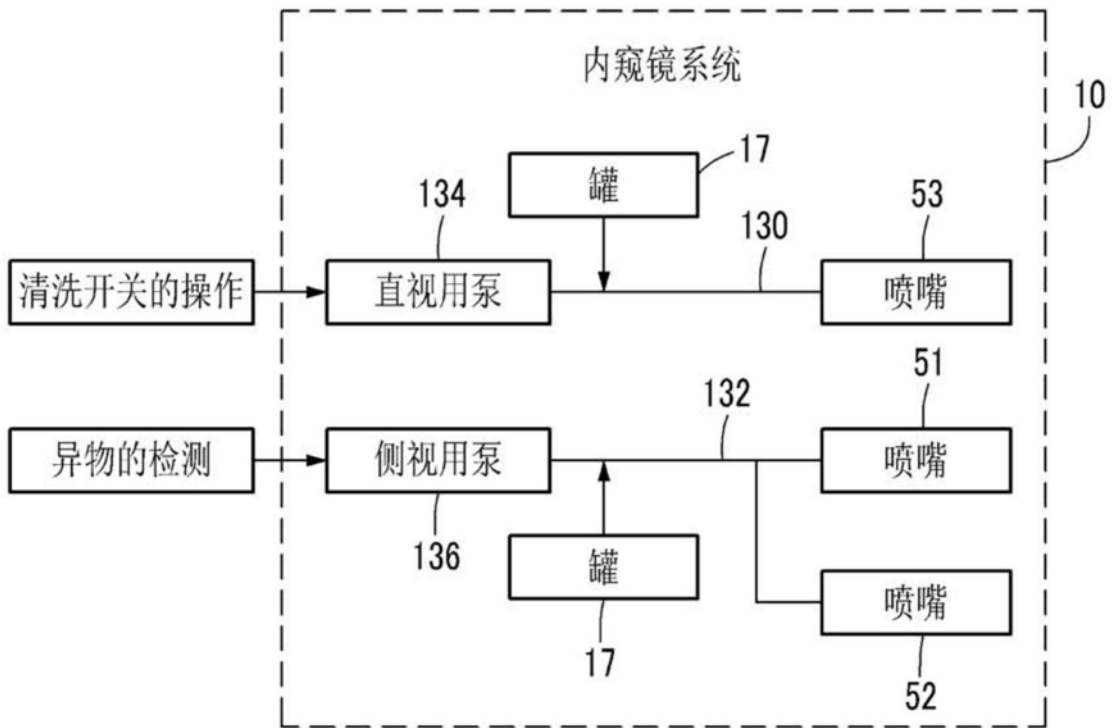 内窥镜系统
10
17
罐
134
130
53
清洗开关的操作
直视用泵
喷嘴
51
132
异物的检测
侧视用泵
喷嘴
136
罐
17
喷嘴
52